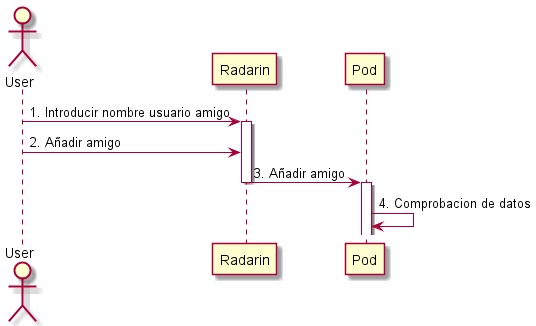 User
Radarin
Pod
1. Introducir nombre usuario amigo
2. Añadir amigo
3. Añadir amigo
4. Comprobacion de datos
User
Radarin
Pod